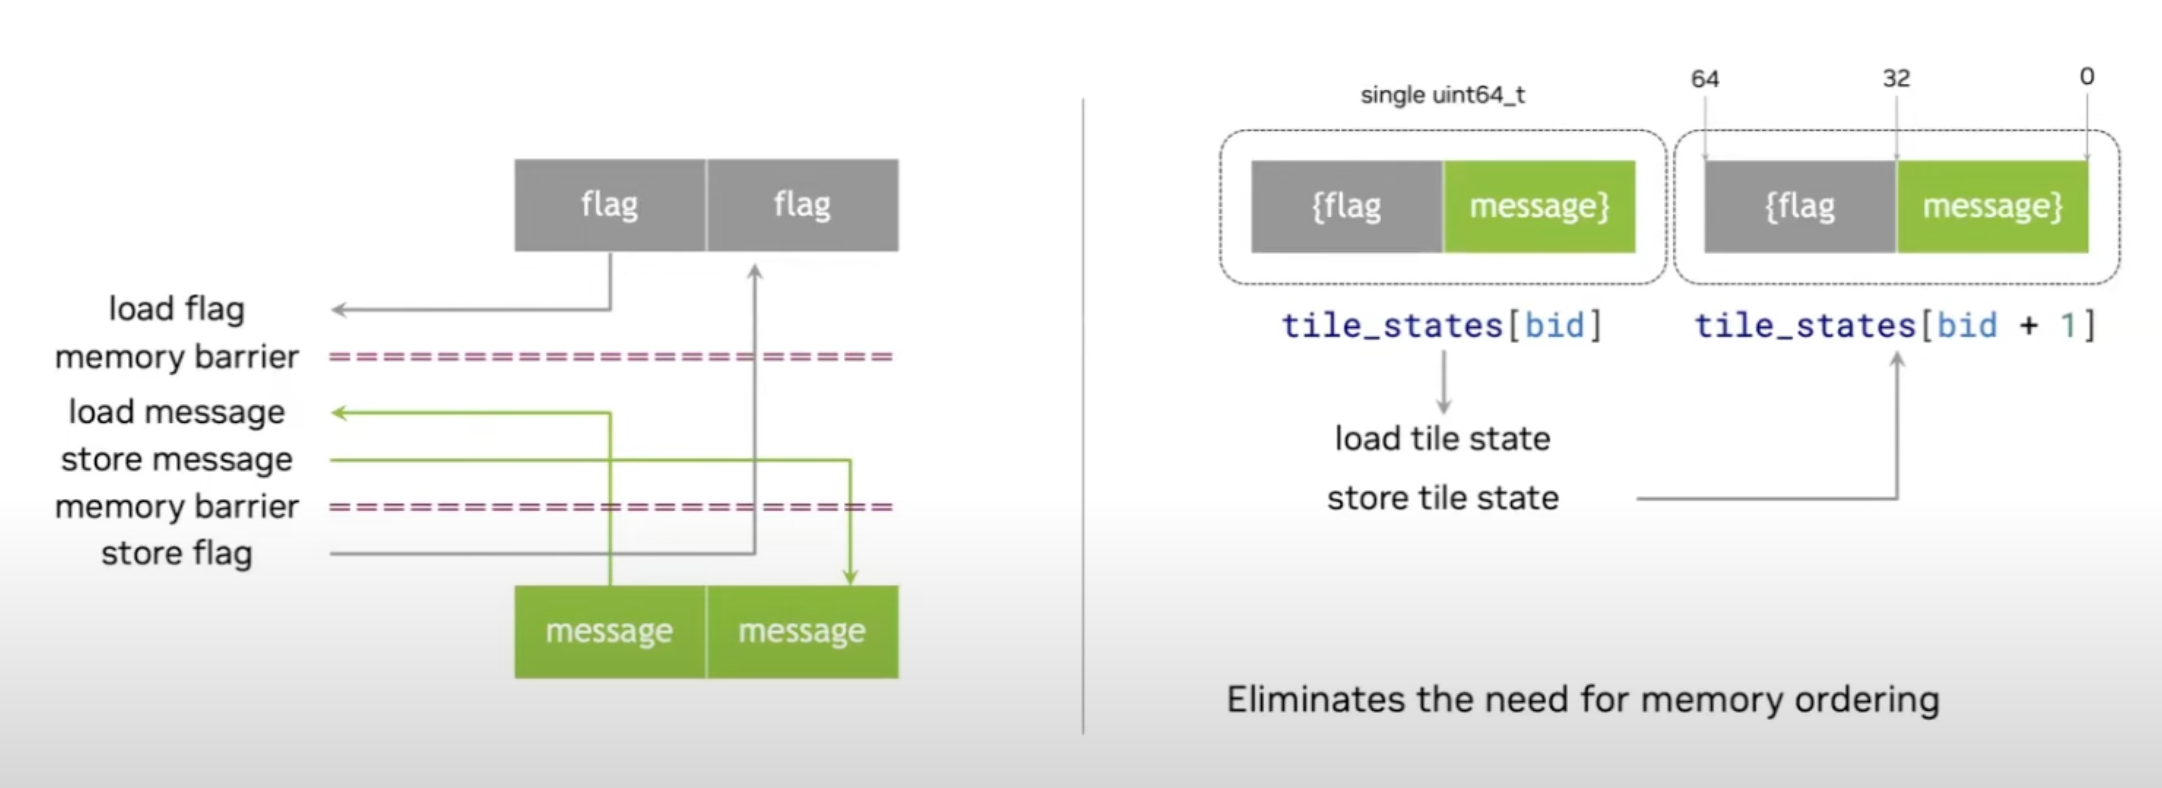 flag flag
load flag
memory barrier
load message
store message
memory barrier
store flag
message message
single uint64_t
64 32 0
{flag message} {flag message}
tile_states[bid] tile_states[bid + 1]
load tile state
store tile state
Eliminates the need for memory ordering